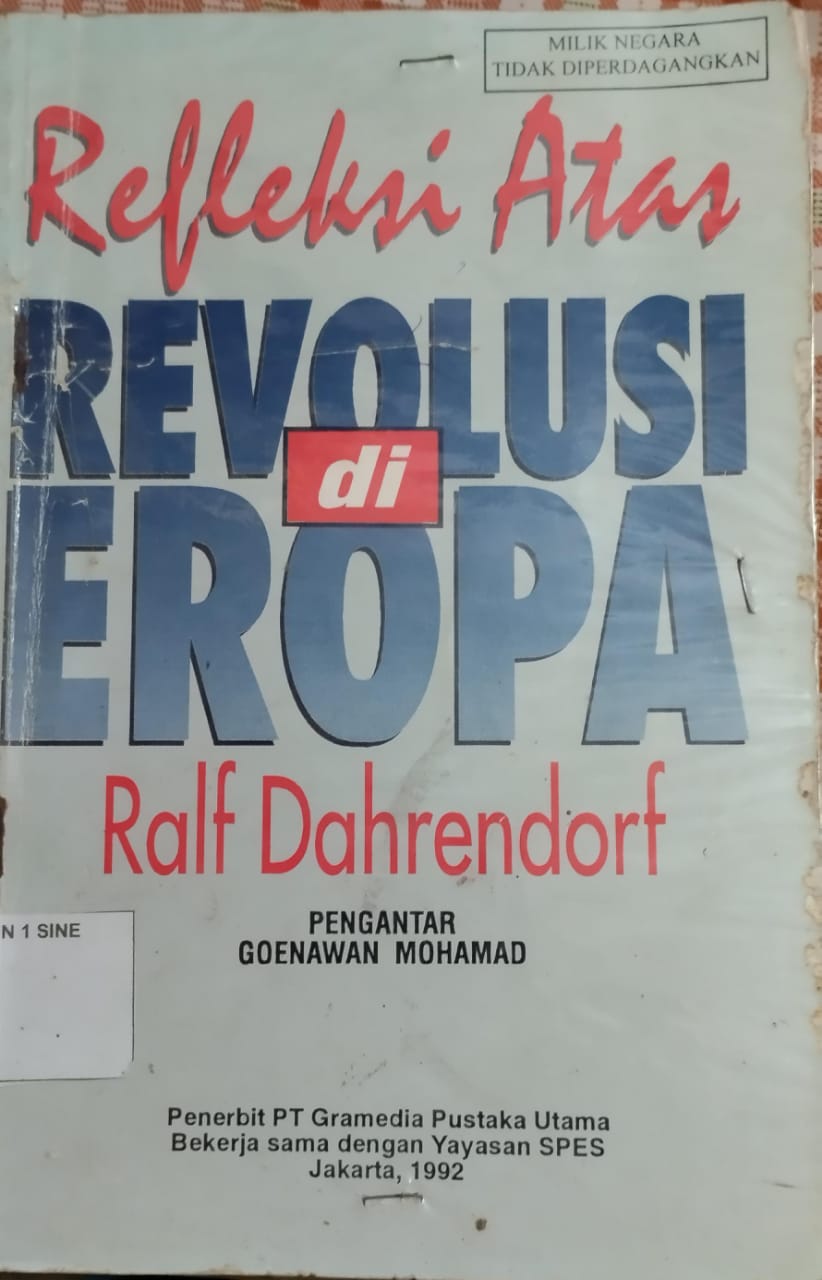 MILIK NEGARA
TIDAK DIPERDAGANGKAN
Refleksi Atas
REVOLUSI
di
EROPA
Ralf Dahrendorf
PENGANTAR
GOENAWAN MOHAMAD
N 1 SINE
Penerbit PT Gramedia Pustaka Utama
Bekerja sama dengan Yayasan SPES
Jakarta, 1992